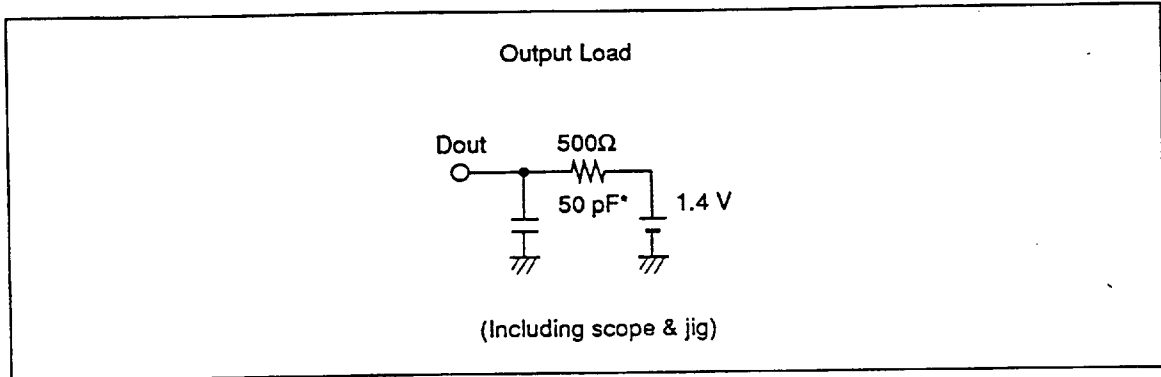 Output Load
Dout
500Ω
50 pF*
1.4 V
(Including scope & jig)